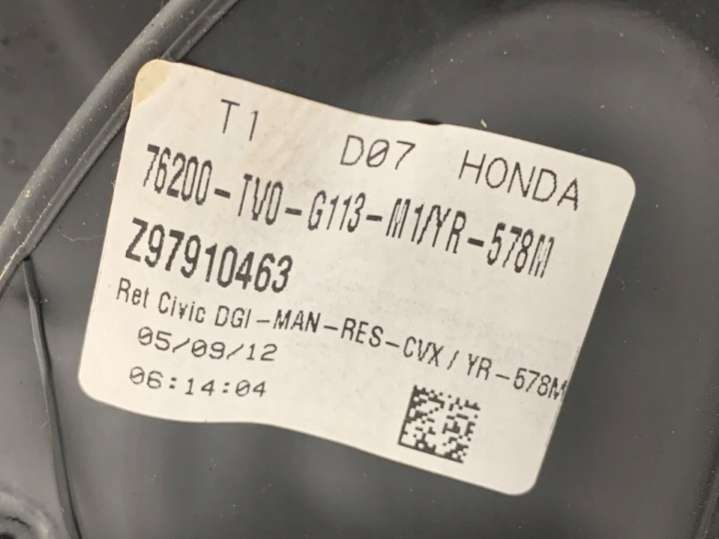 T1 D07 HONDA
76200-TV0-G113-M1/YR-578M
Z97910463
Ret Civic DGI-MAN-RES-CVX / YR-578M
05/09/12
06:14:04